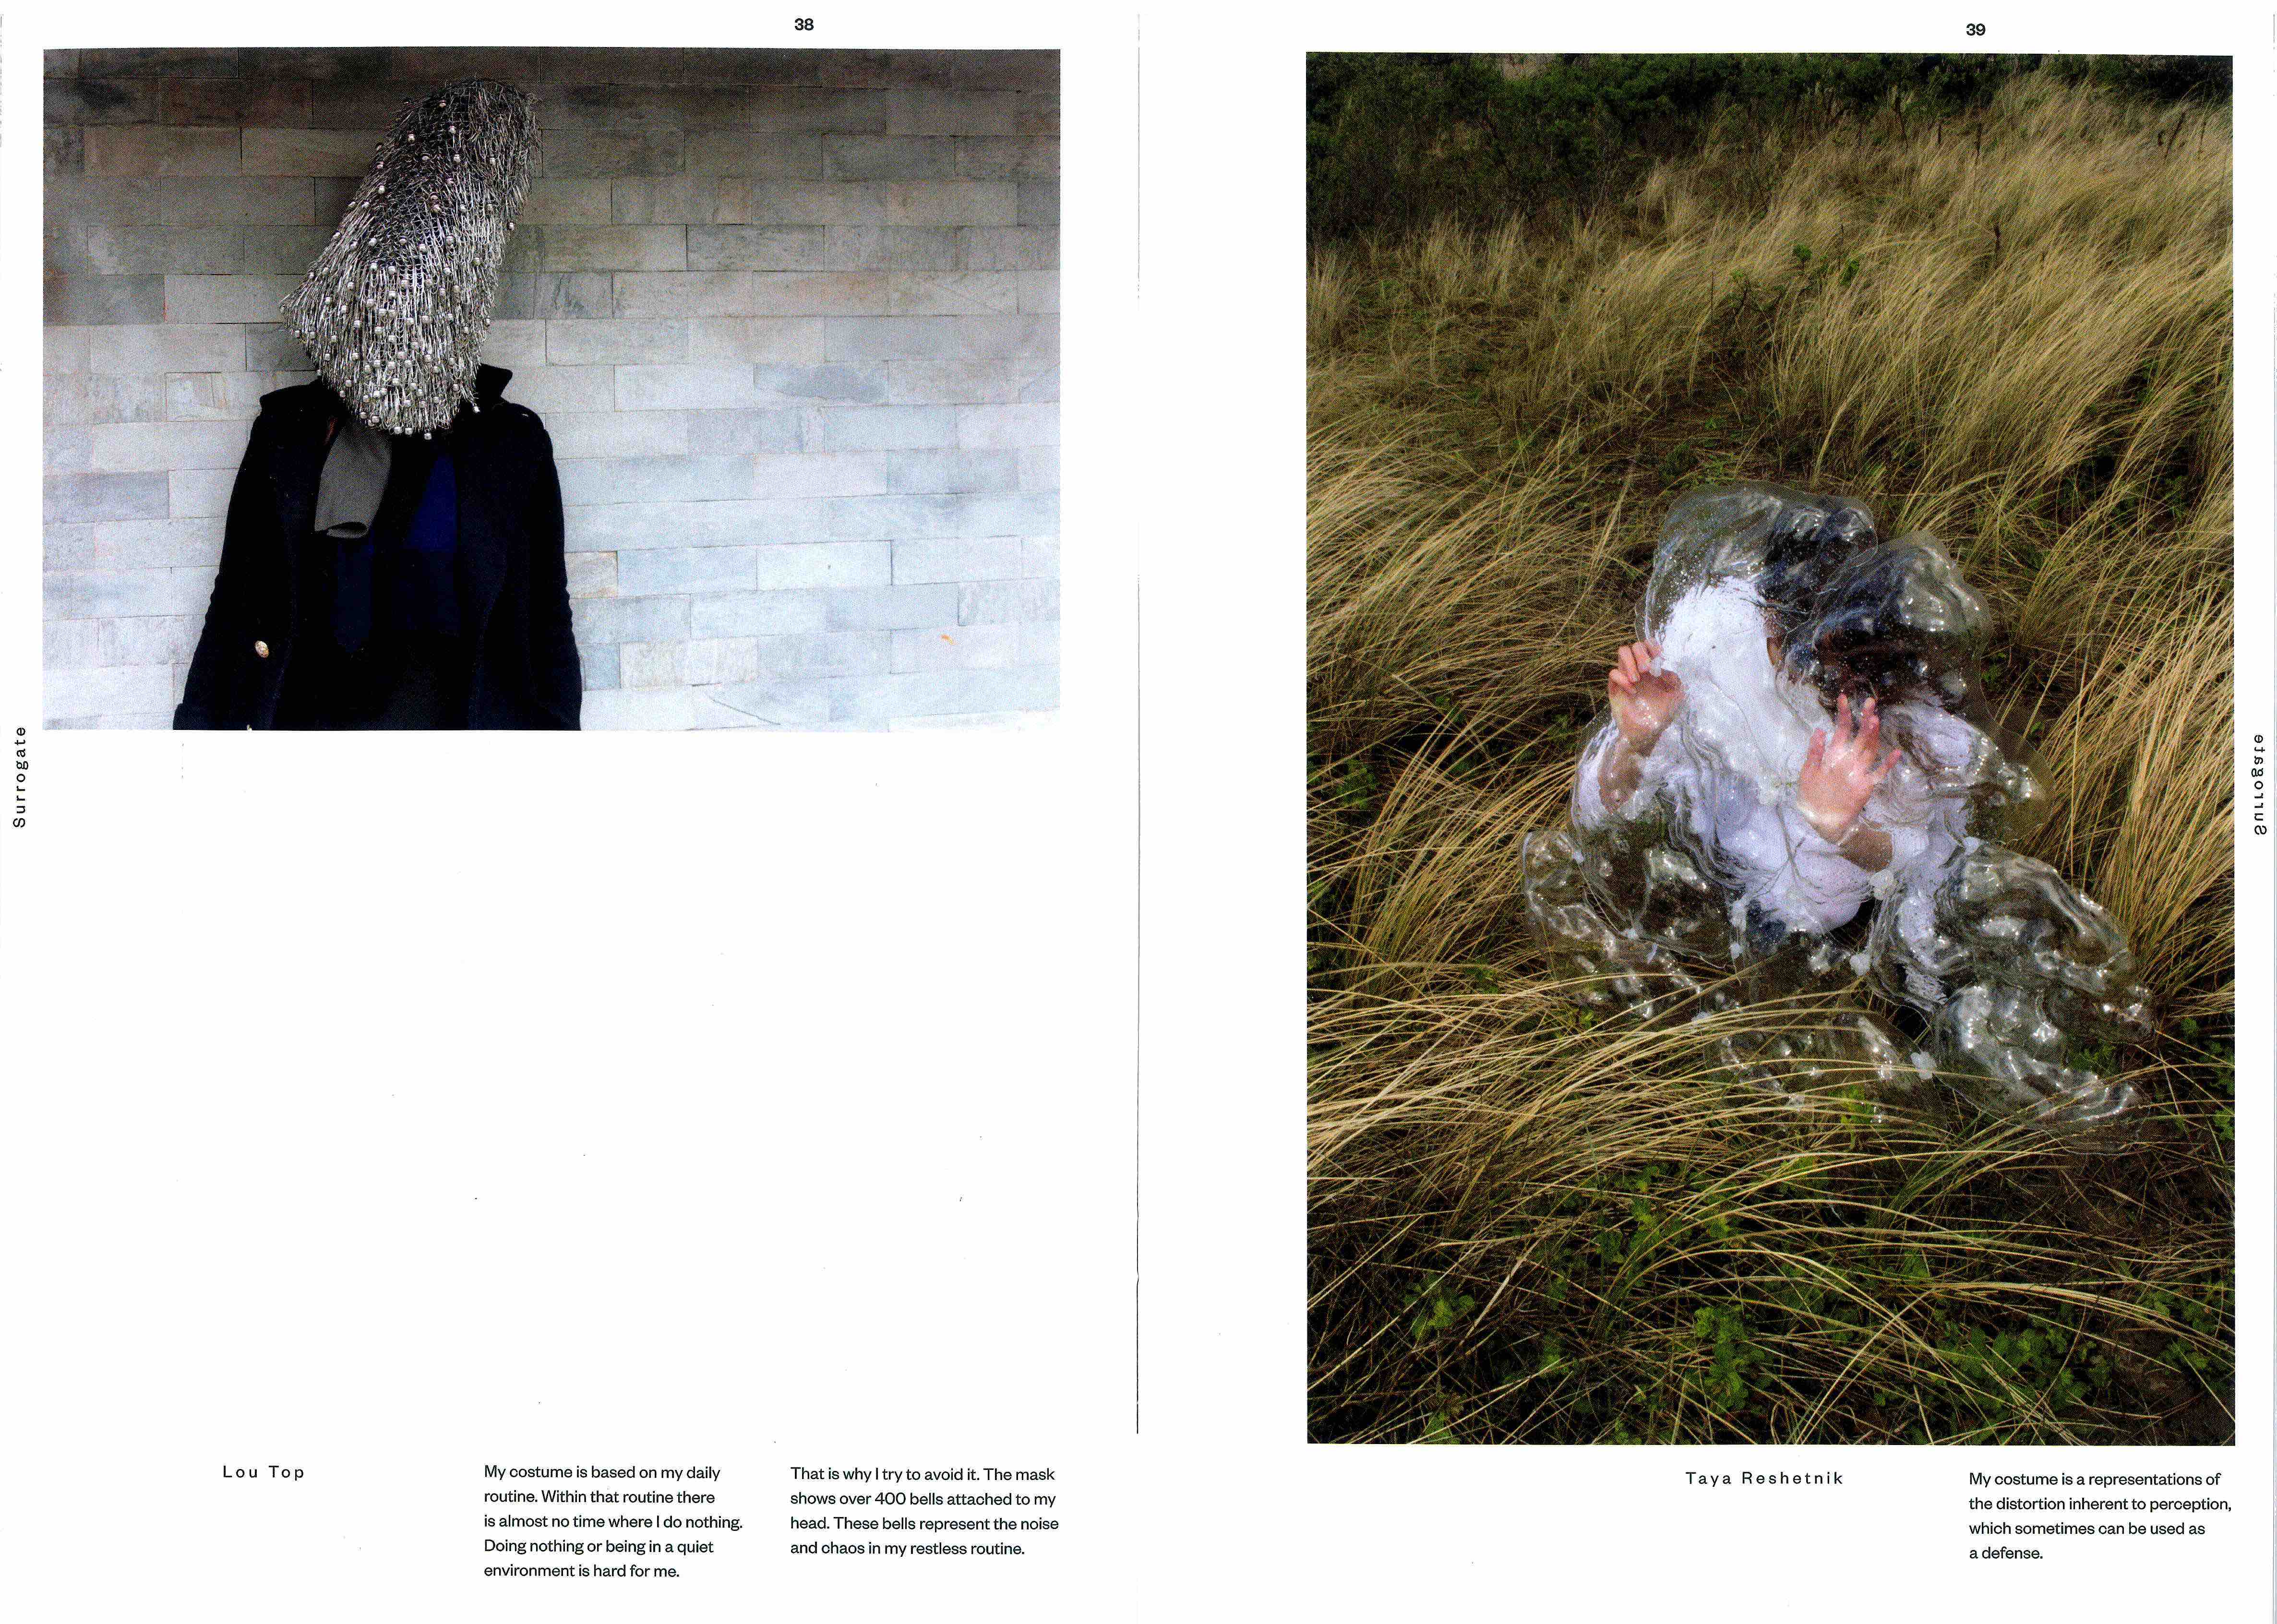 38
Surrogate
Lou Top
My costume is based on my daily
routine. Within that routine there
is almost no time where I do nothing.
Doing nothing or being in a quiet
environment is hard for me.
That is why I try to avoid it. The mask
shows over 400 bells attached to my
head. These bells represent the noise
and chaos in my restless routine.
39
Surrogate
Taya Reshetnik
My costume is a representations of
the distortion inherent to perception,
which sometimes can be used as
a defense.